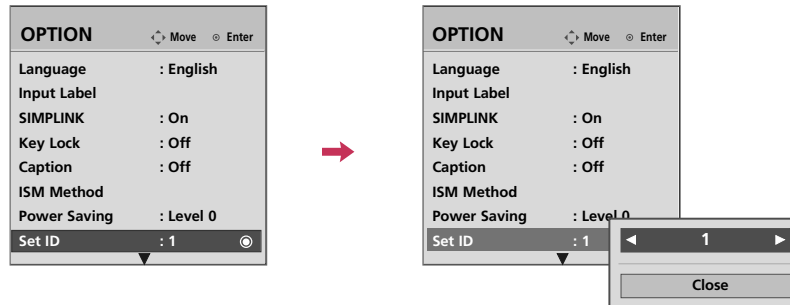 OPTION Move Enter
Language : English
Input Label
SIMPLINK : On
Key Lock : Off
Caption : Off
ISM Method
Power Saving : Level 0
Set ID : 1
OPTION Move Enter
Language : English
Input Label
SIMPLINK : On
Key Lock : Off
Caption : Off
ISM Method
Power Saving : Level 0
Set ID : 1
1
Close